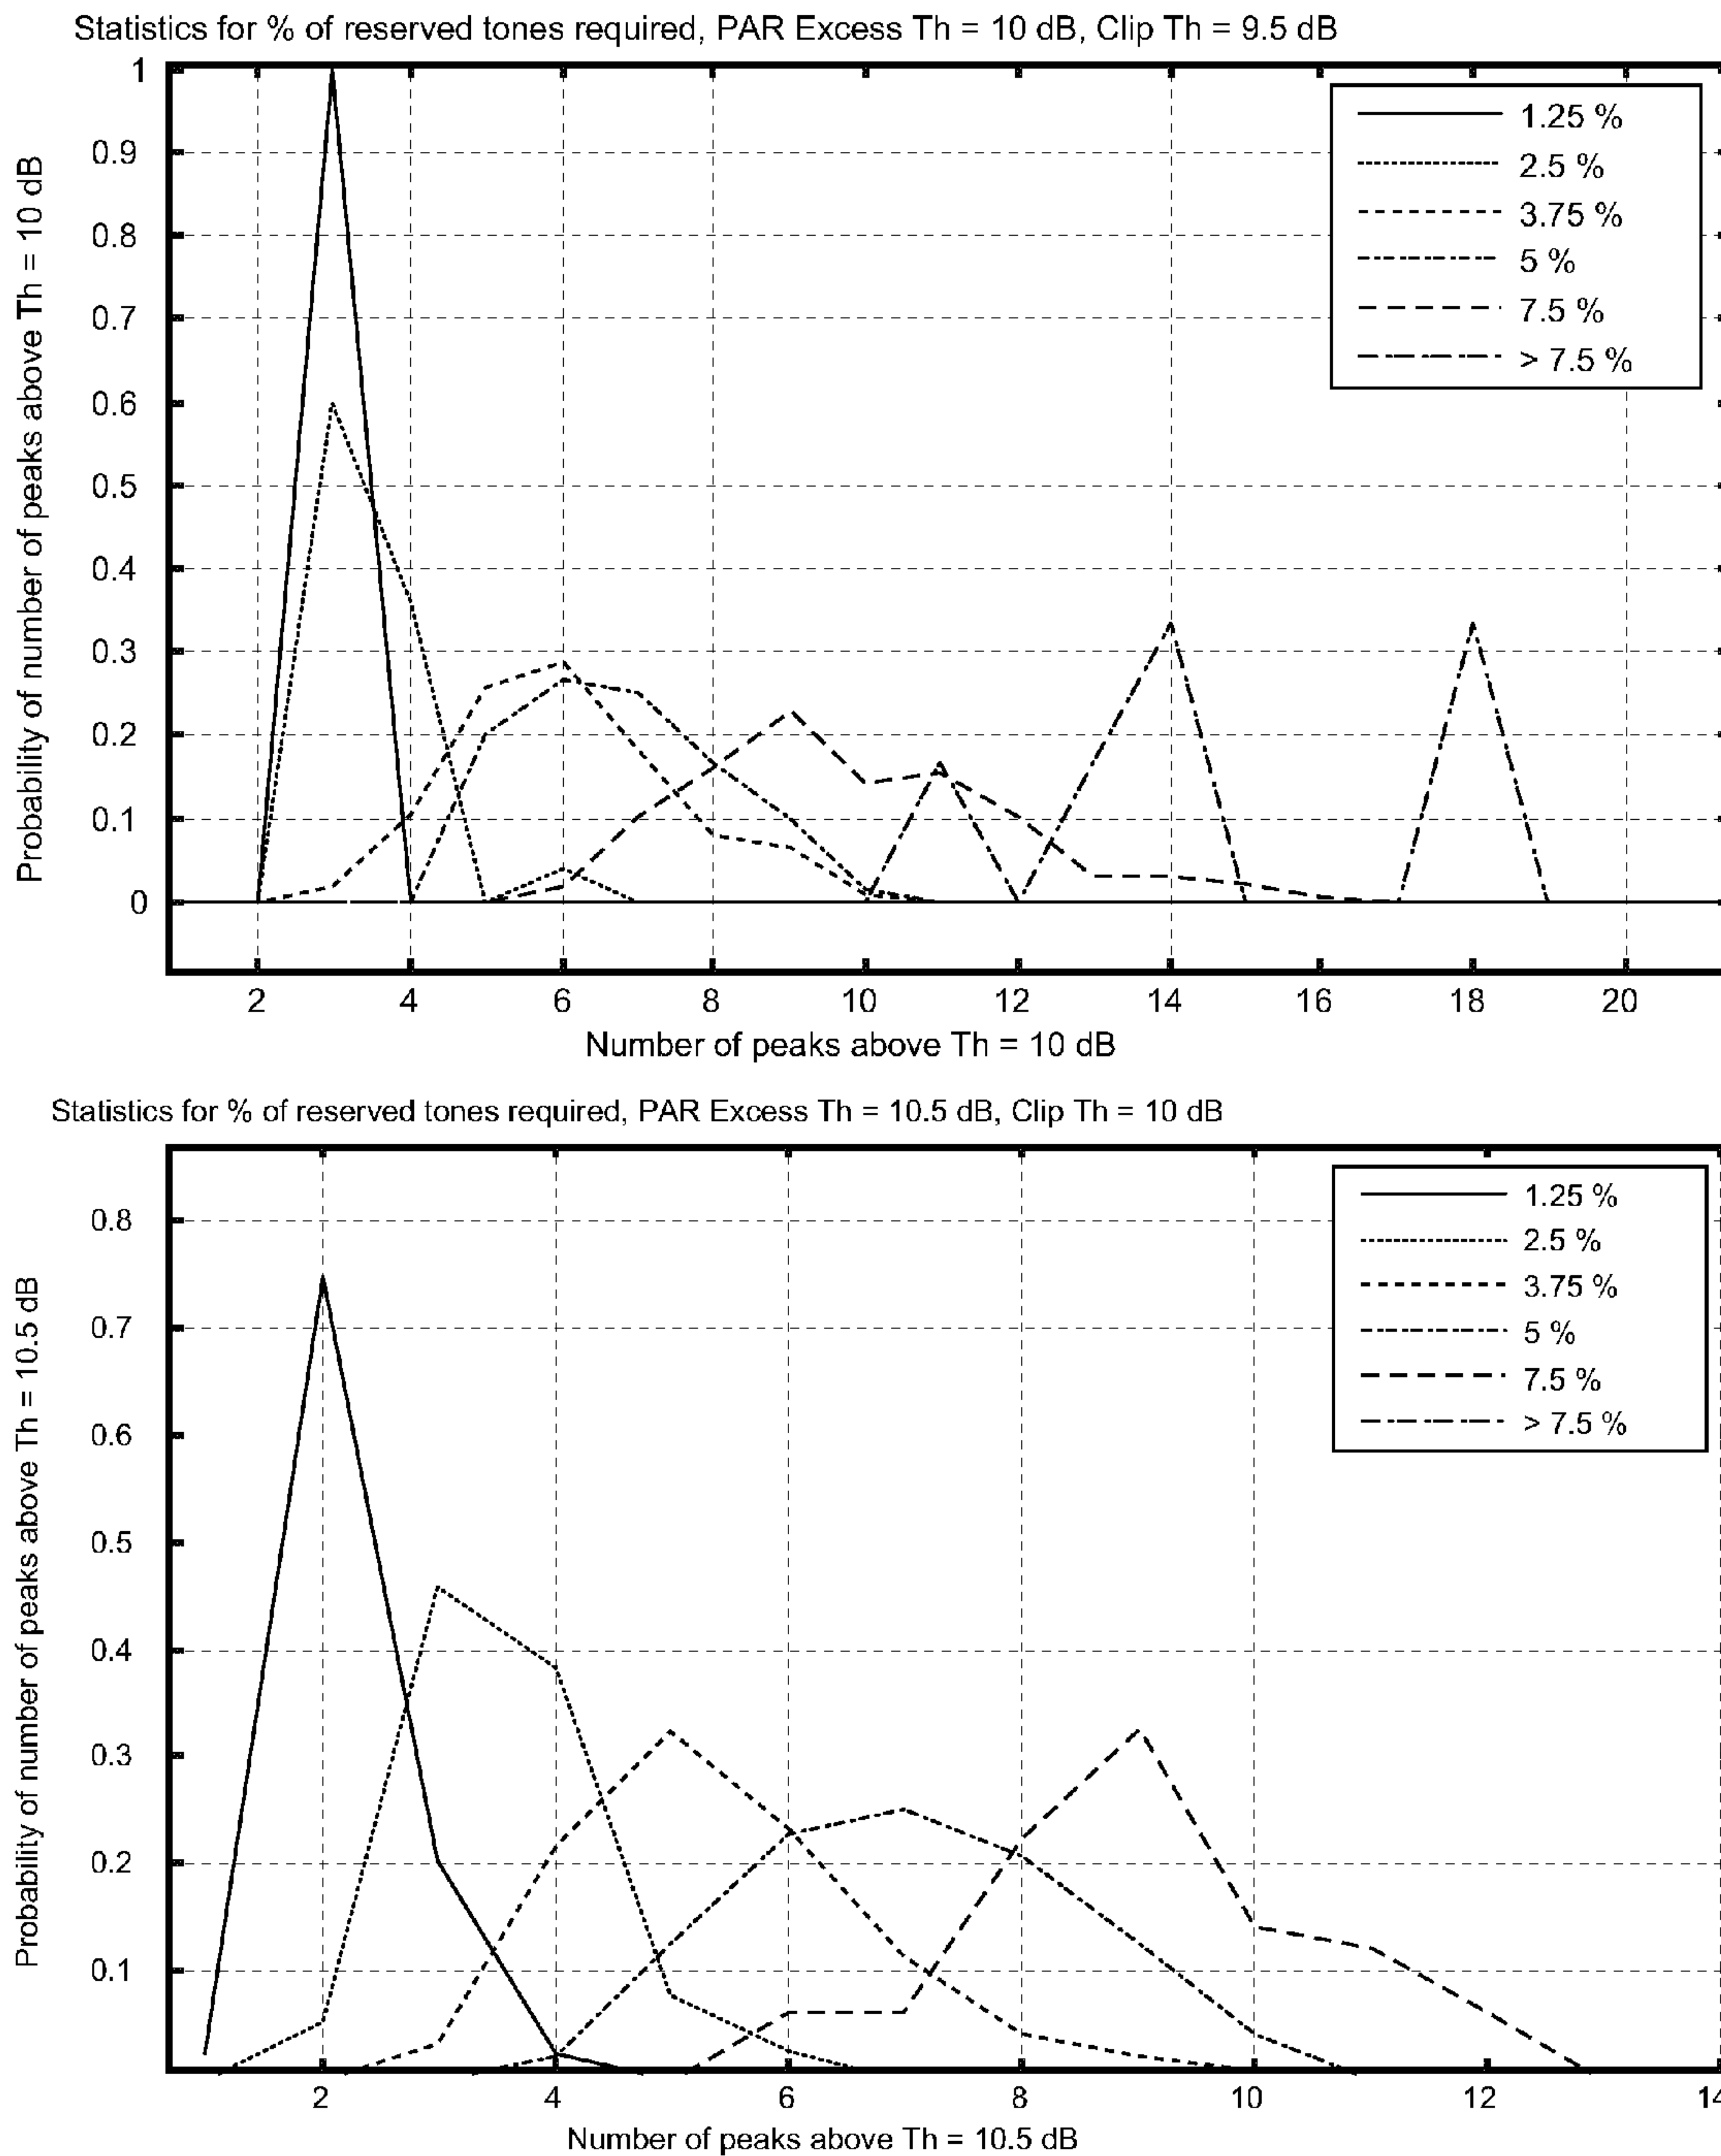 Statistics for % of reserved tones required, PAR Excess Th = 10 dB, Clip Th = 9.5 dB
Probability of number of peaks above Th = 10 dB
1
0.9
0.8
0.7
0.6
0.5
0.4
0.3
0.2
0.1
0
1.25 %
2.5 %
3.75 %
5 %
7.5 %
> 7.5 %
2 4 6 8 10 12 14 16 18 20
Number of peaks above Th = 10 dB
Statistics for % of reserved tones required, PAR Excess Th = 10.5 dB, Clip Th = 10 dB
Probability of number of peaks above Th = 10.5 dB
0.8
0.7
0.6
0.5
0.4
0.3
0.2
0.1
1.25 %
2.5 %
3.75 %
5 %
7.5 %
> 7.5 %
2 4 6 8 10 12 14
Number of peaks above Th = 10.5 dB